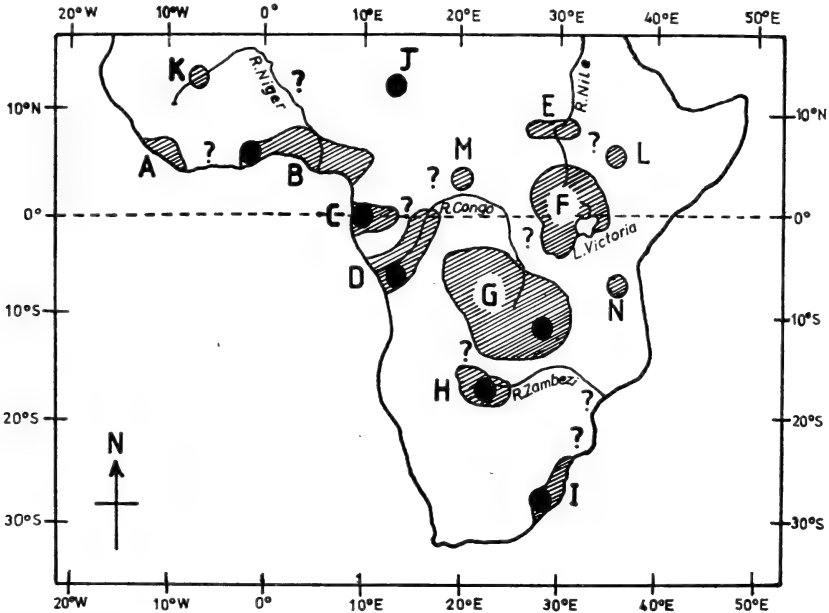 20°W 10°W 0° 10°E 20°E 30°E 40°E 50°E
K
R.Niger
?
J
R.Nile
10°N
10°N
E
A
?
B
M
?
?
L
0°
C
?
R.Congo
F
0°
?
L.Victoria
D
G
N
10°S
10°S
?
H
R.Zambezi
?
20°S
20°S
N
?
I
30°S
30°S
20°W 10°W 0° 10°E 20°E 30°E 40°E 50°E